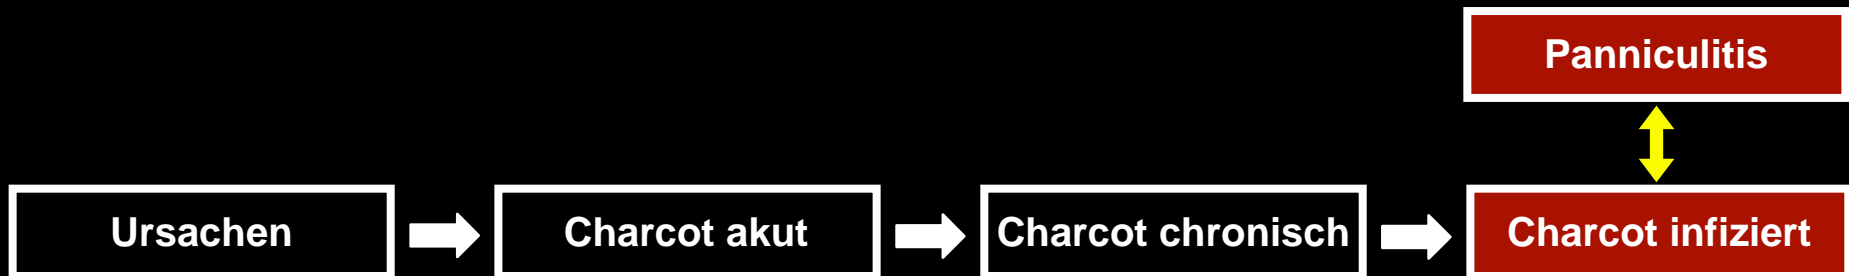 Panniculitis
Ursachen
Charcot akut
Charcot chronisch
Charcot infiziert